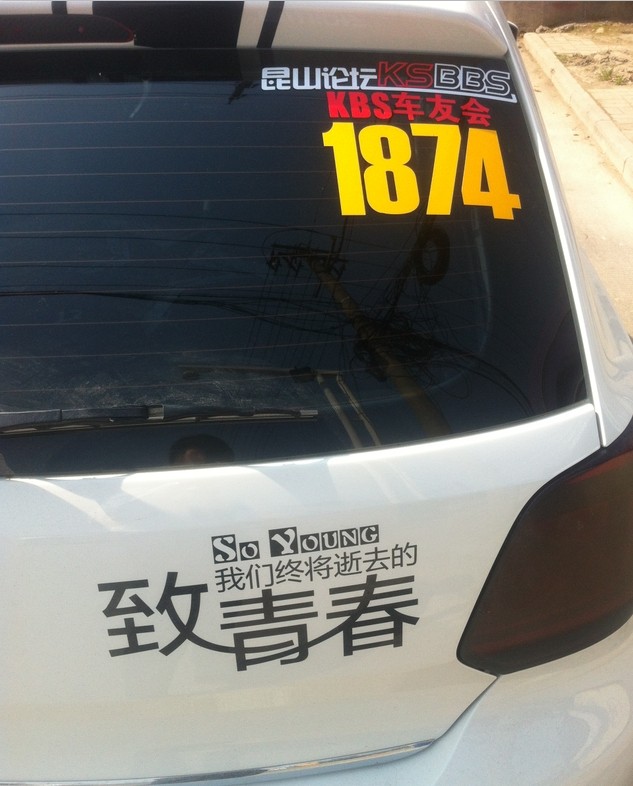 昆山论坛KSBBS
KBS车友会
1874
So Young
我们终将逝去的
致青春